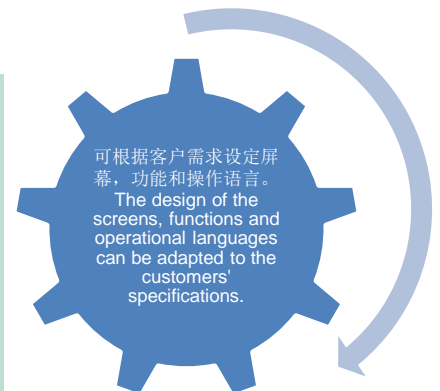 可根据客户需求设定屏
幕，功能和操作语言。
The design of the
screens, functions and
operational languages
can be adapted to the
customers'
specifications.